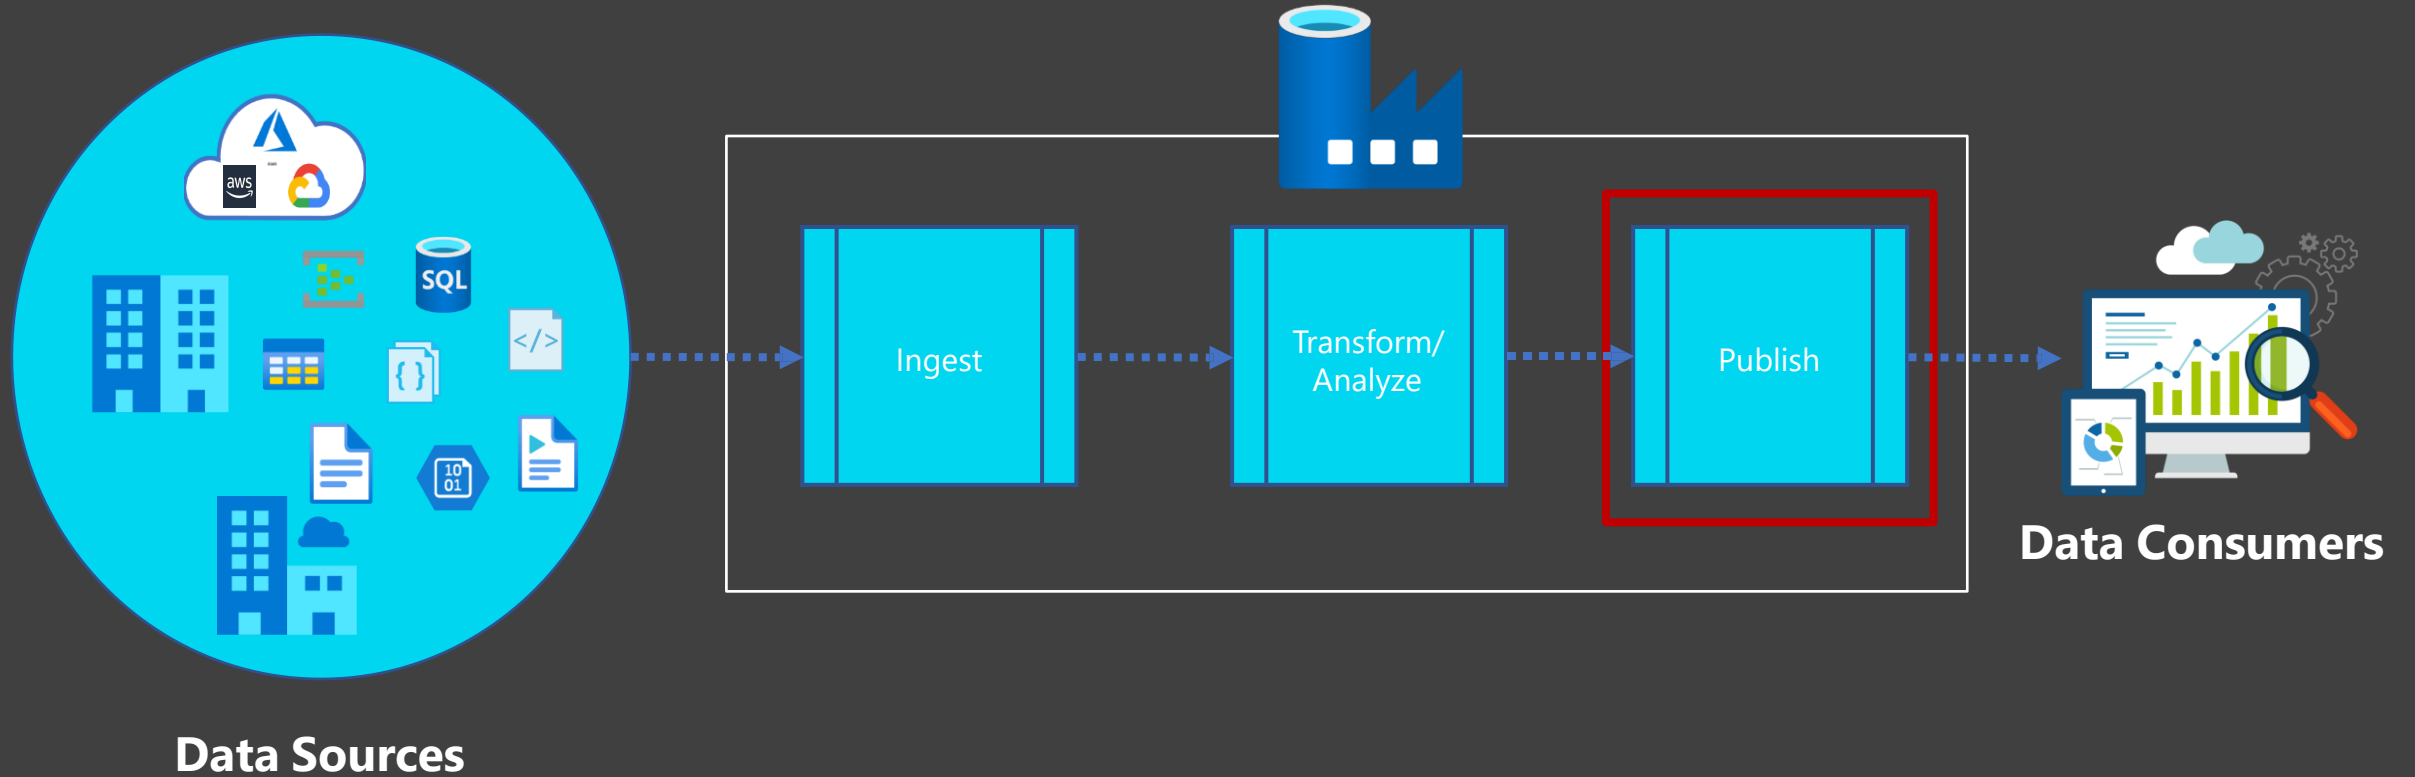 aws
SQL
</>
{ }
10
01
Data Sources
Ingest
Transform/
Analyze
Publish
Data Consumers